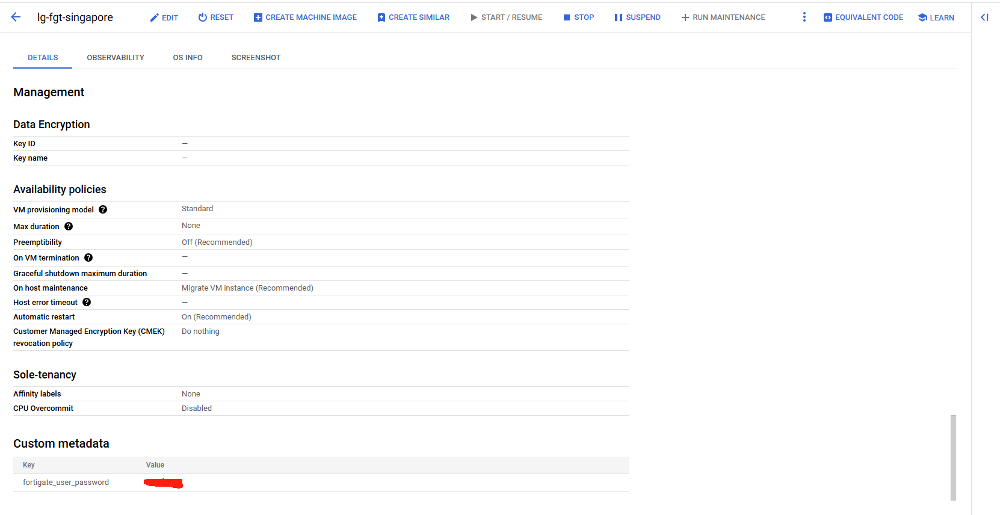 lg-fgt-singapore EDIT RESET CREATE MACHINE IMAGE CREATE SIMILAR START / RESUME STOP SUSPEND RUN MAINTENANCE EQUIVALENT CODE LEARN
DETAILS OBSERVABILITY OS INFO SCREENSHOT
Management
Data Encryption
Key ID —
Key name —
Availability policies
VM provisioning model ? Standard
Max duration ? None
Preemptibility Off (Recommended)
On VM termination ? —
Graceful shutdown maximum duration —
On host maintenance Migrate VM instance (Recommended)
Host error timeout ? —
Automatic restart On (Recommended)
Customer Managed Encryption Key (CMEK) Do nothing
revocation policy
Sole-tenancy
Affinity labels None
CPU Overcommit Disabled
Custom metadata
Key Value
fortigate_user_password